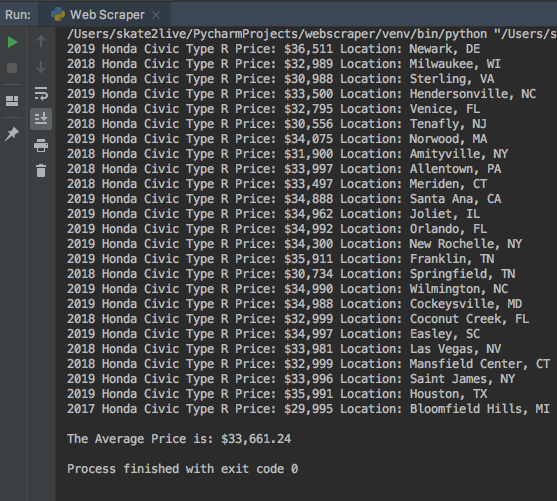 Run: Web Scraper
/Users/skate2live/PycharmProjects/webscraper/venv/bin/python "/Users/s
2019 Honda Civic Type R Price: $36,511 Location: Newark, DE
2018 Honda Civic Type R Price: $32,989 Location: Milwaukee, WI
2018 Honda Civic Type R Price: $30,988 Location: Sterling, VA
2019 Honda Civic Type R Price: $33,500 Location: Hendersonville, NC
2018 Honda Civic Type R Price: $32,795 Location: Venice, FL
2018 Honda Civic Type R Price: $30,556 Location: Tenafly, NJ
2019 Honda Civic Type R Price: $34,075 Location: Norwood, MA
2018 Honda Civic Type R Price: $31,900 Location: Amityville, NY
2018 Honda Civic Type R Price: $33,997 Location: Allentown, PA
2018 Honda Civic Type R Price: $33,497 Location: Meriden, CT
2019 Honda Civic Type R Price: $34,888 Location: Santa Ana, CA
2018 Honda Civic Type R Price: $34,962 Location: Joliet, IL
2018 Honda Civic Type R Price: $34,992 Location: Orlando, FL
2018 Honda Civic Type R Price: $34,300 Location: New Rochelle, NY
2019 Honda Civic Type R Price: $35,911 Location: Franklin, TN
2018 Honda Civic Type R Price: $30,734 Location: Springfield, TN
2019 Honda Civic Type R Price: $34,990 Location: Wilmington, NC
2019 Honda Civic Type R Price: $34,988 Location: Cockeysville, MD
2018 Honda Civic Type R Price: $32,999 Location: Coconut Creek, FL
2019 Honda Civic Type R Price: $34,997 Location: Easley, SC
2018 Honda Civic Type R Price: $33,981 Location: Las Vegas, NV
2018 Honda Civic Type R Price: $32,999 Location: Mansfield Center, CT
2019 Honda Civic Type R Price: $33,996 Location: Saint James, NY
2019 Honda Civic Type R Price: $35,991 Location: Houston, TX
2017 Honda Civic Type R Price: $29,995 Location: Bloomfield Hills, MI
The Average Price is: $33,661.24
Process finished with exit code 0